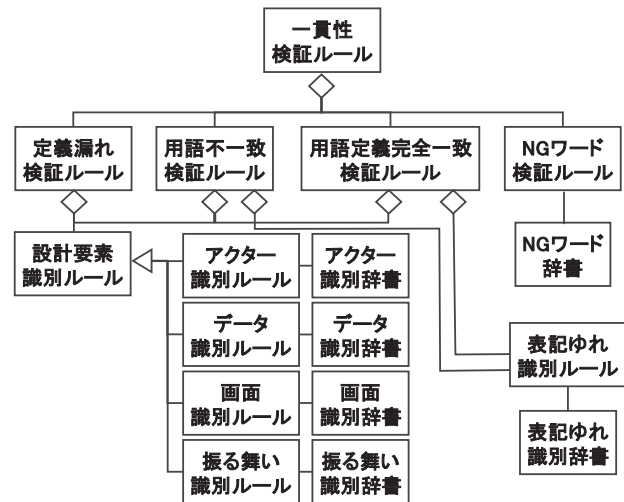 一貫性
検証ルール
定義漏れ
検証ルール
用語不一致
検証ルール
用語定義完全一致
検証ルール
NGワード
検証ルール
設計要素
識別ルール
アクター
識別ルール
アクター
識別辞書
NGワード
辞書
データ
識別ルール
データ
識別辞書
表記ゆれ
識別ルール
画面
識別ルール
画面
識別辞書
表記ゆれ
識別辞書
振る舞い
識別ルール
振る舞い
識別辞書